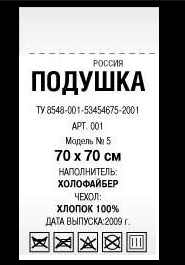 РОССИЯ
ПОДУШКА
ТУ 8548-001-53454675-2001
АРТ. 001
Модель № 5
70 х 70 см
НАПОЛНИТЕЛЬ:
ХОЛОФАЙБЕР
ЧЕХОЛ:
ХЛОПОК 100%
ДАТА ВЫПУСКА:2009 г.